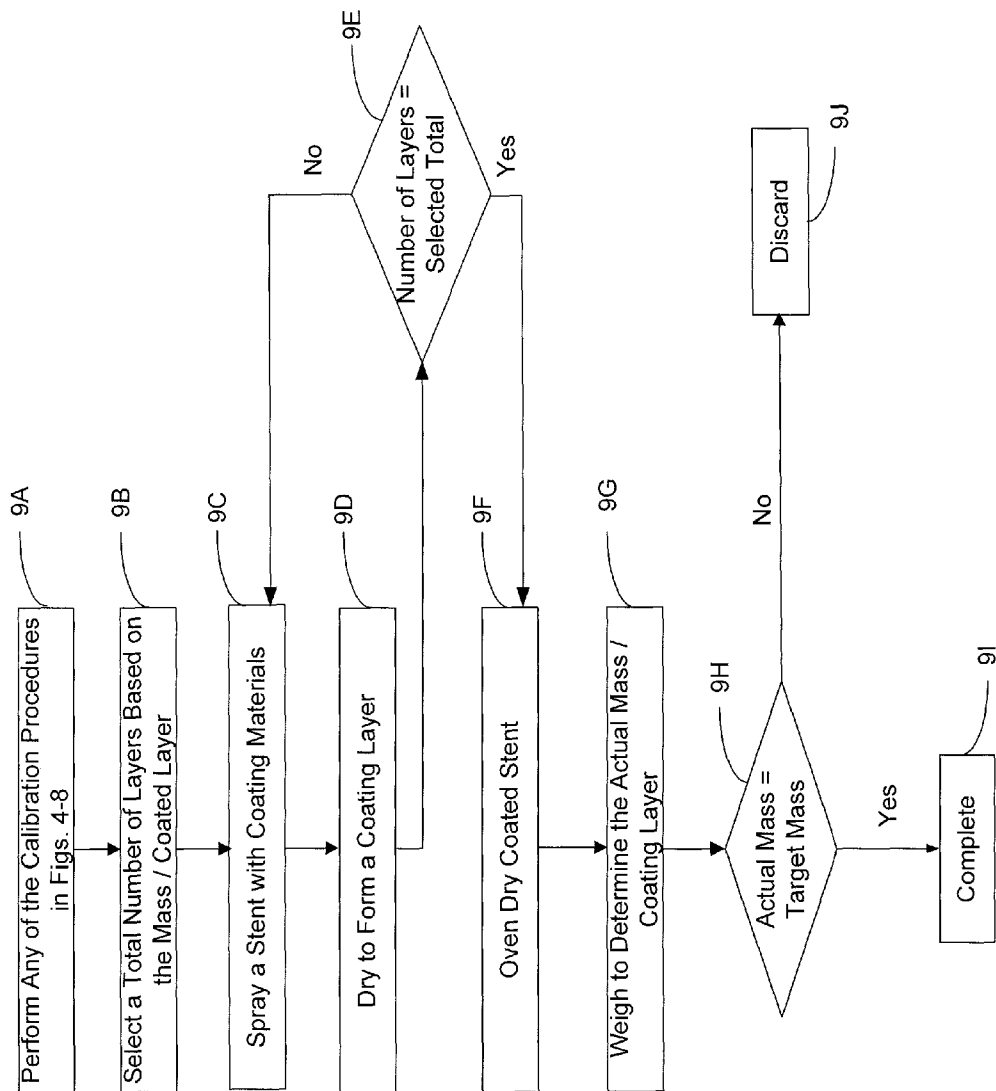 Perform Any of the Calibration Procedures
in Figs. 4-8
9A
Select a Total Number of Layers Based on
the Mass / Coated Layer
9B
Spray a Stent with Coating Materials
9C
Dry to Form a Coating Layer
9D
Number of Layers =
Selected Total
9E
No
Yes
Oven Dry Coated Stent
9F
Weigh to Determine the Actual Mass /
Coating Layer
9G
Actual Mass =
Target Mass
9H
No
Discard
9J
Yes
Complete
9I